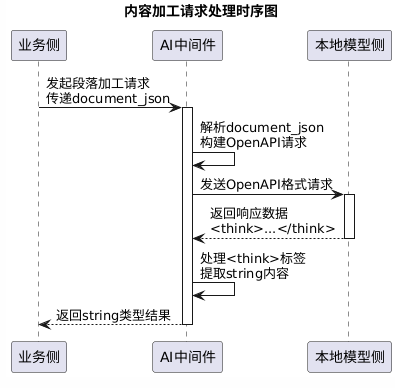 内容加工请求处理时序图
业务侧
AI中间件
本地模型侧
发起段落加工请求
传递document_json
解析document_json
构建OpenAPI请求
发送OpenAPI格式请求
返回响应数据
<think>...</think>
处理<think>标签
提取string内容
返回string类型结果
业务侧
AI中间件
本地模型侧